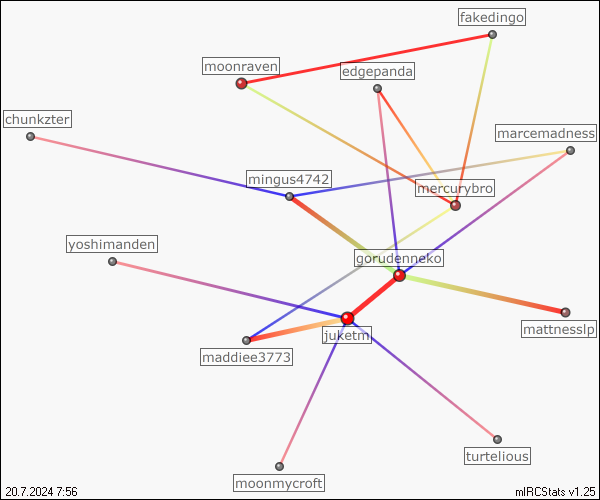 fakedingo
moonraven
edgepanda
chunkzter
marcemadness
mingus4742
mercurybro
yoshimanden
gorudenneko
mattnesslp
juketm
maddiee3773
turtelious
moonmycroft
20.7.2024 7:56
mIRCStats v1.25